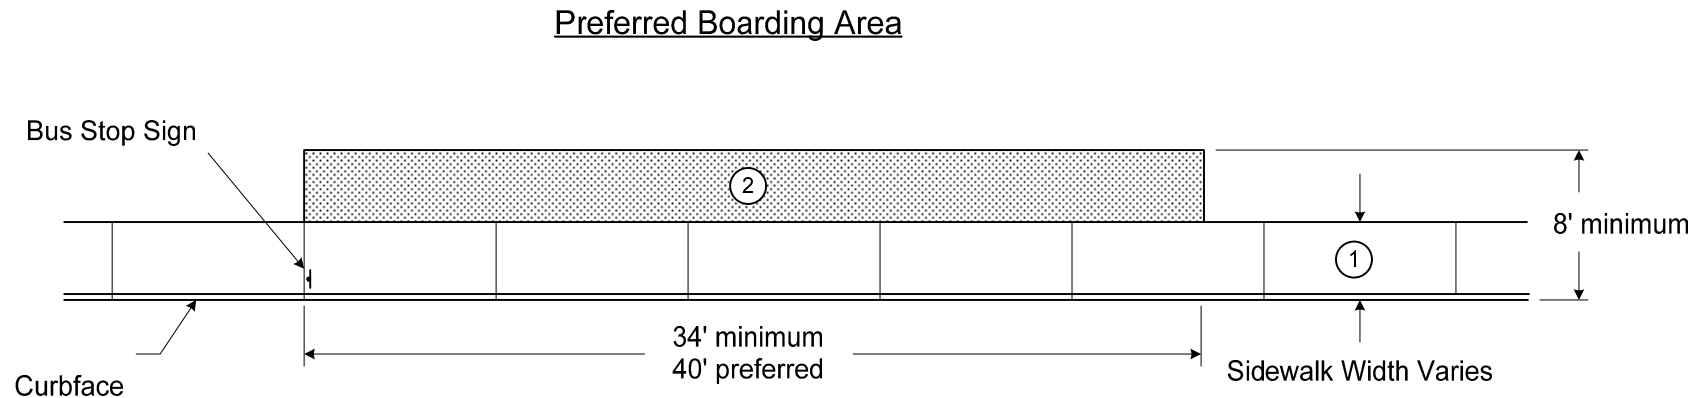 Preferred Boarding Area
Bus Stop Sign
2
8' minimum
1
34' minimum
40' preferred
Sidewalk Width Varies
Curbface